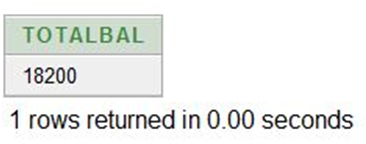 TOTALBAL
18200
1 rows returned in 0.00 seconds